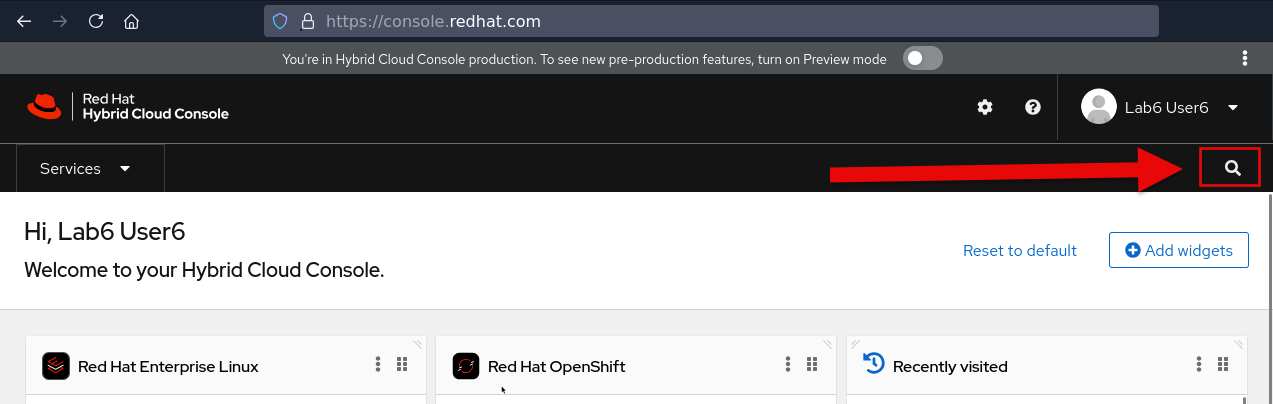 https://console.redhat.com
You're in Hybrid Cloud Console production. To see new pre-production features, turn on Preview mode
Red Hat
Hybrid Cloud Console
Lab6 User6
Services
Hi, Lab6 User6
Welcome to your Hybrid Cloud Console.
Reset to default
Add widgets
Red Hat Enterprise Linux
Red Hat OpenShift
Recently visited